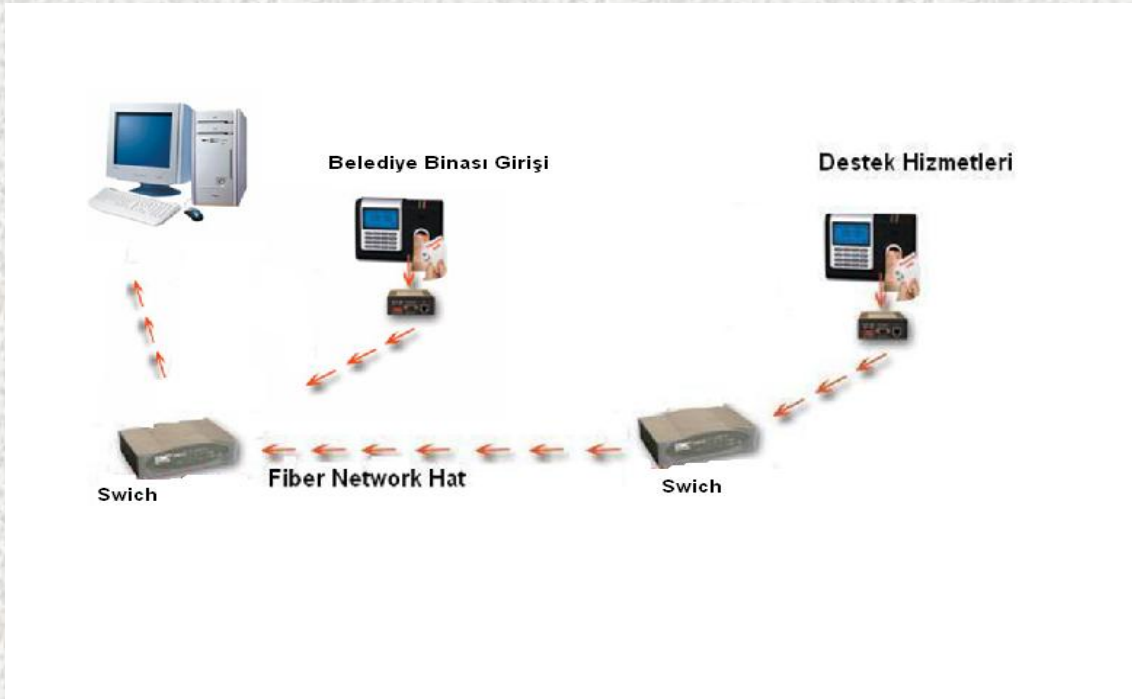 Belediye Binası Girişi
Destek Hizmetleri
Fiber Network Hat
Swich
Swich